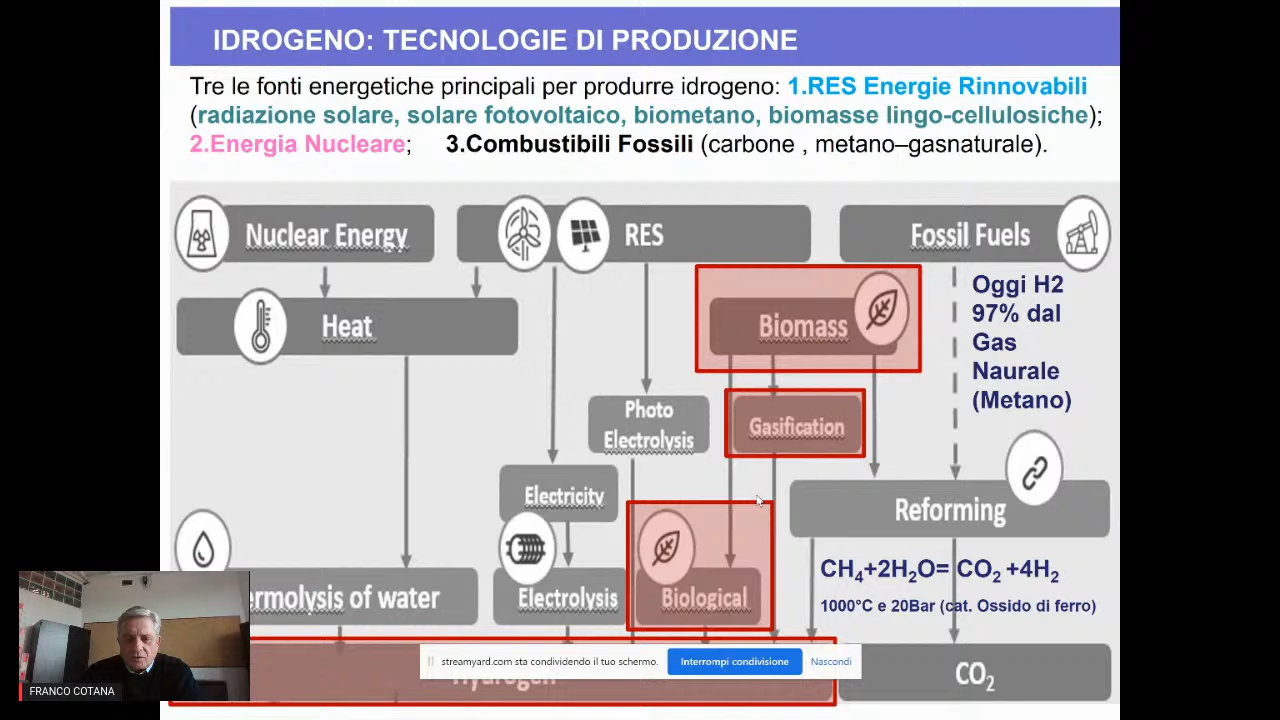 IDROGENO: TECNOLOGIE DI PRODUZIONE
Tre le fonti energetiche principali per produrre idrogeno: 1.RES Energie Rinnovabili
(radiazione solare, solare fotovoltaico, biometano, biomasse lingo-cellulosiche);
2.Energia Nucleare; 3.Combustibili Fossili (carbone , metano–gasnaturale).
Nuclear Energy
RES
Fossil Fuels
Heat
Biomass
Oggi H2
97% dal
Gas
Naurale
(Metano)
Photo
Electrolysis
Gasification
Electricity
Reforming
CH4+2H2O= CO2 +4H2
1000°C e 20Bar (cat. Ossido di ferro)
ermolysis of water
Electrolysis
Biological
Hydrogen
CO2
streamyard.com sta condividendo il tuo schermo.
Interrompi condivisione
Nascondi
FRANCO COTANA